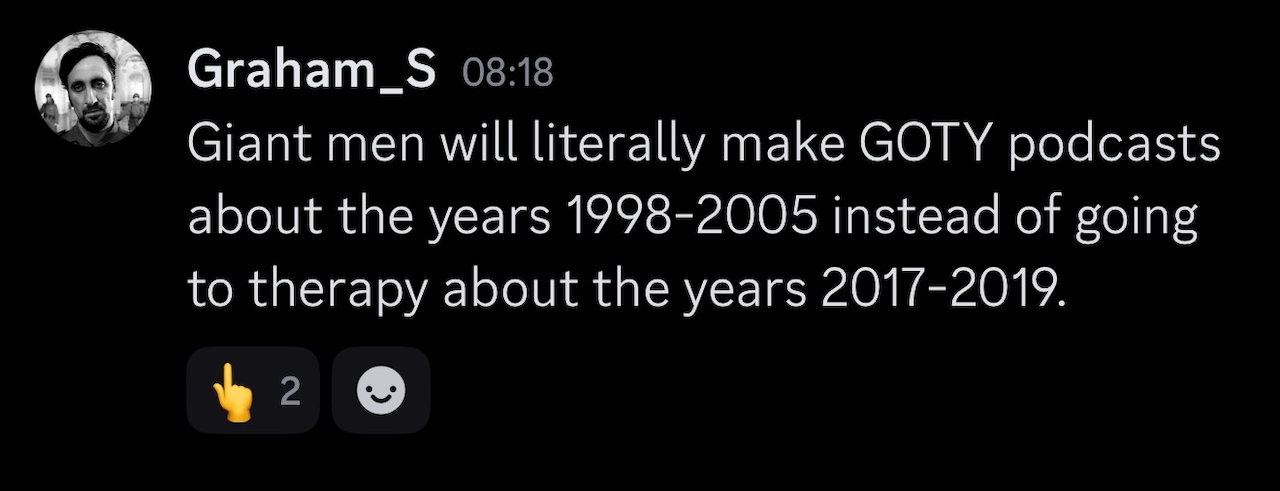 Graham_S 08:18
Giant men will literally make GOTY podcasts
about the years 1998-2005 instead of going
to therapy about the years 2017-2019.
2